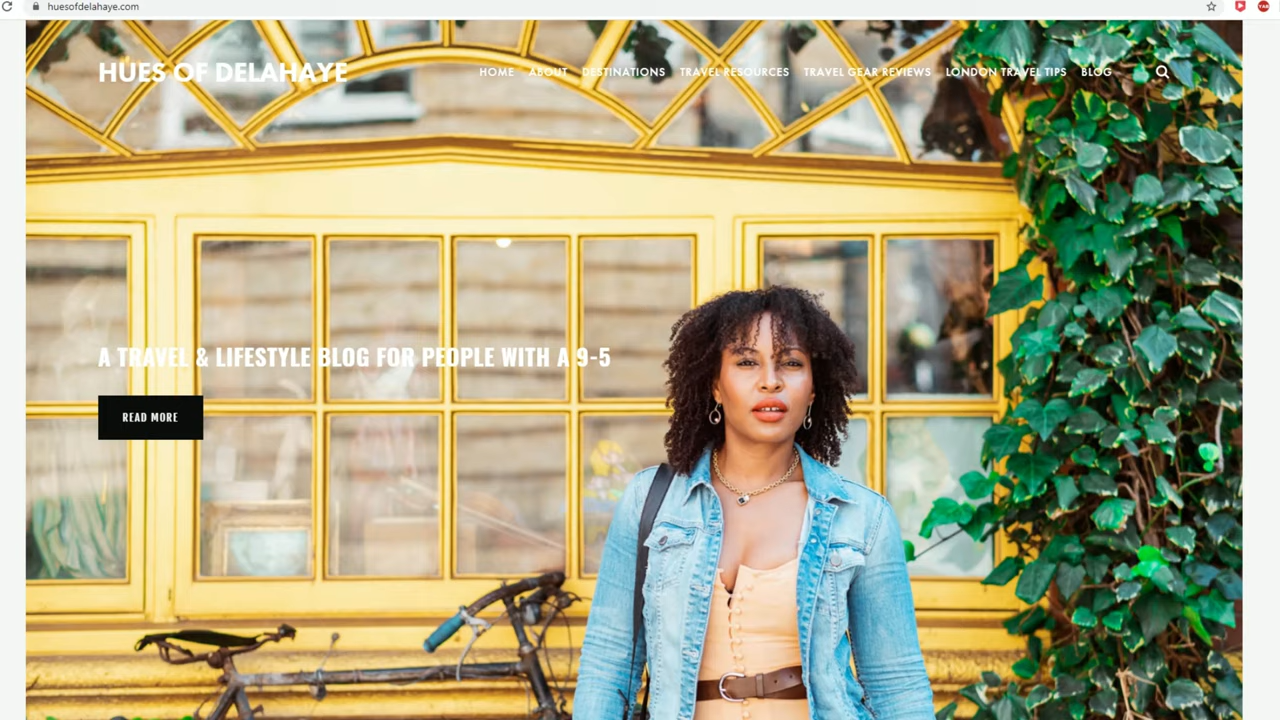 huesofdelahaye.com
HUES OF DELAHAYE
HOME ABOUT DESTINATIONS TRAVEL RESOURCES TRAVEL GEAR REVIEWS LONDON TRAVEL TIPS BLOG
A TRAVEL & LIFESTYLE BLOG FOR PEOPLE WITH A 9-5
READ MORE